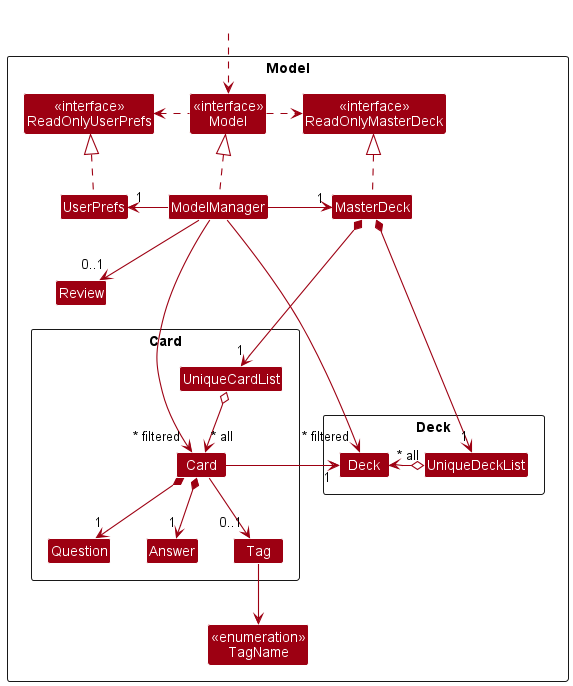 Model
«interface»
ReadOnlyUserPrefs
«interface»
Model
«interface»
ReadOnlyMasterDeck
UserPrefs
1
ModelManager
1
MasterDeck
0..1
Review
Card
1
UniqueCardList
* filtered
* all
* filtered
Deck
1
* all
Card
1
Deck
UniqueDeckList
1
1
0..1
Question
Answer
Tag
«enumeration»
TagName